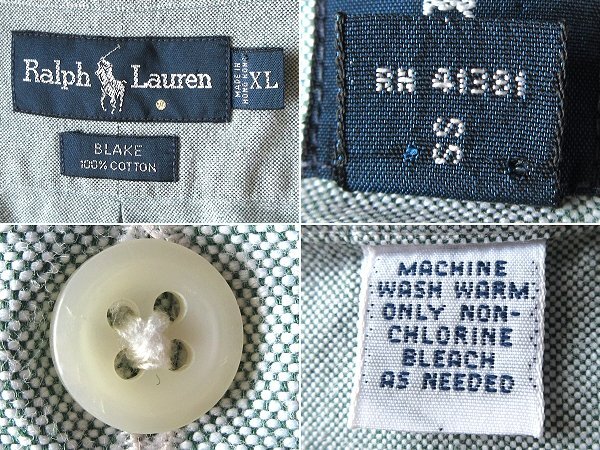 Ralph Lauren
MADE IN
HONG KONG
XL
BLAKE
100% COTTON
RN 41381
SS
MACHINE
WASH WARM
ONLY NON-
CHLORINE
BLEACH
AS NEEDED